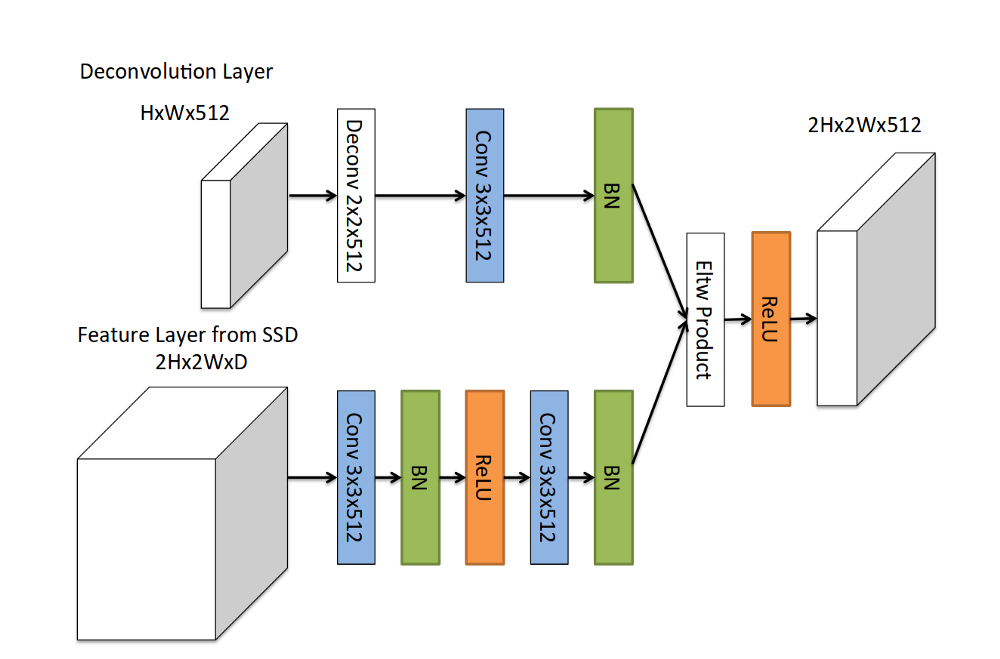 Deconvolution Layer
HxWx512
Deconv 2x2x512
Conv 3x3x512
BN
Feature Layer from SSD
2Hx2WxD
Conv 3x3x512
BN
ReLU
Conv 3x3x512
BN
Eltw Product
ReLU
2Hx2Wx512